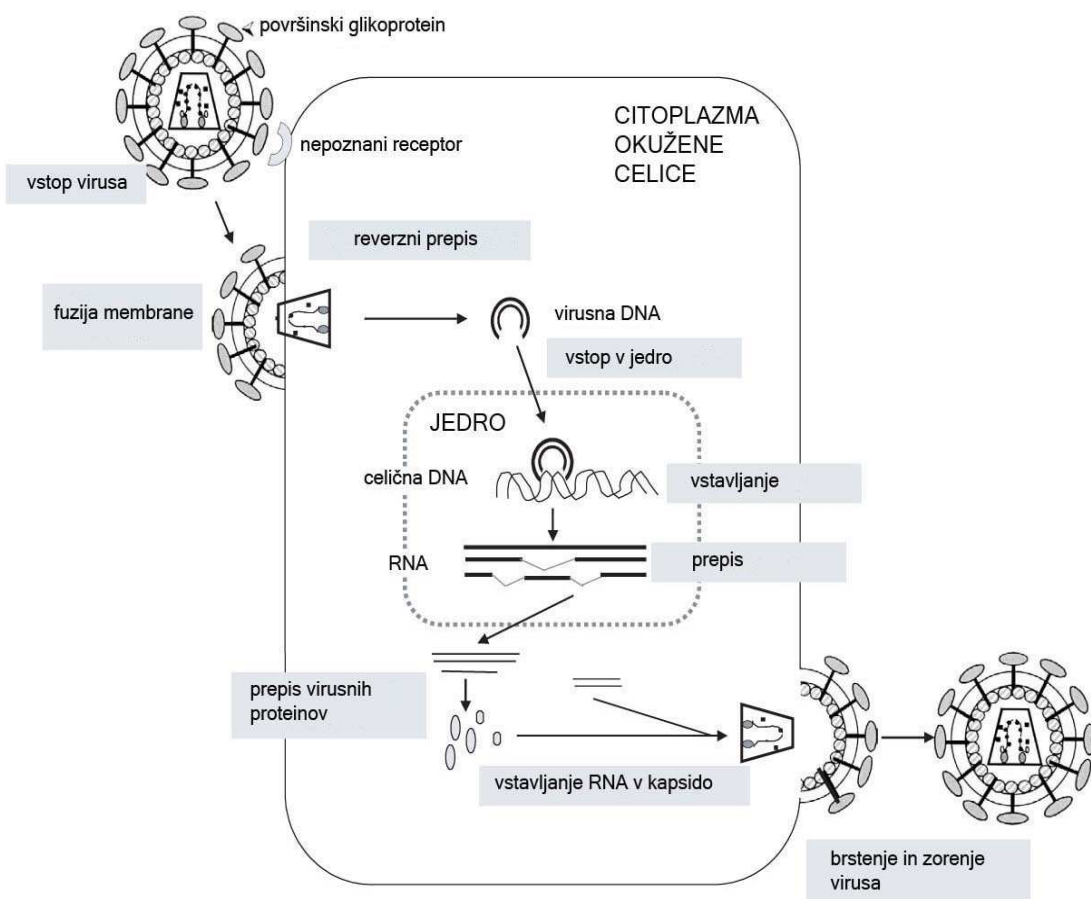 površinski glikoprotein
CITOPLAZMA
OKUŽENE
CELICE
nepoznani receptor
vstop virusa
reverzni prepis
fuzija membrane
virusna DNA
vstop v jedro
JEDRO
celična DNA
vstavljanje
RNA
prepis
prepis virusnih
proteinov
vstavljanje RNA v kapsido
brstenje in zorenje
virusa